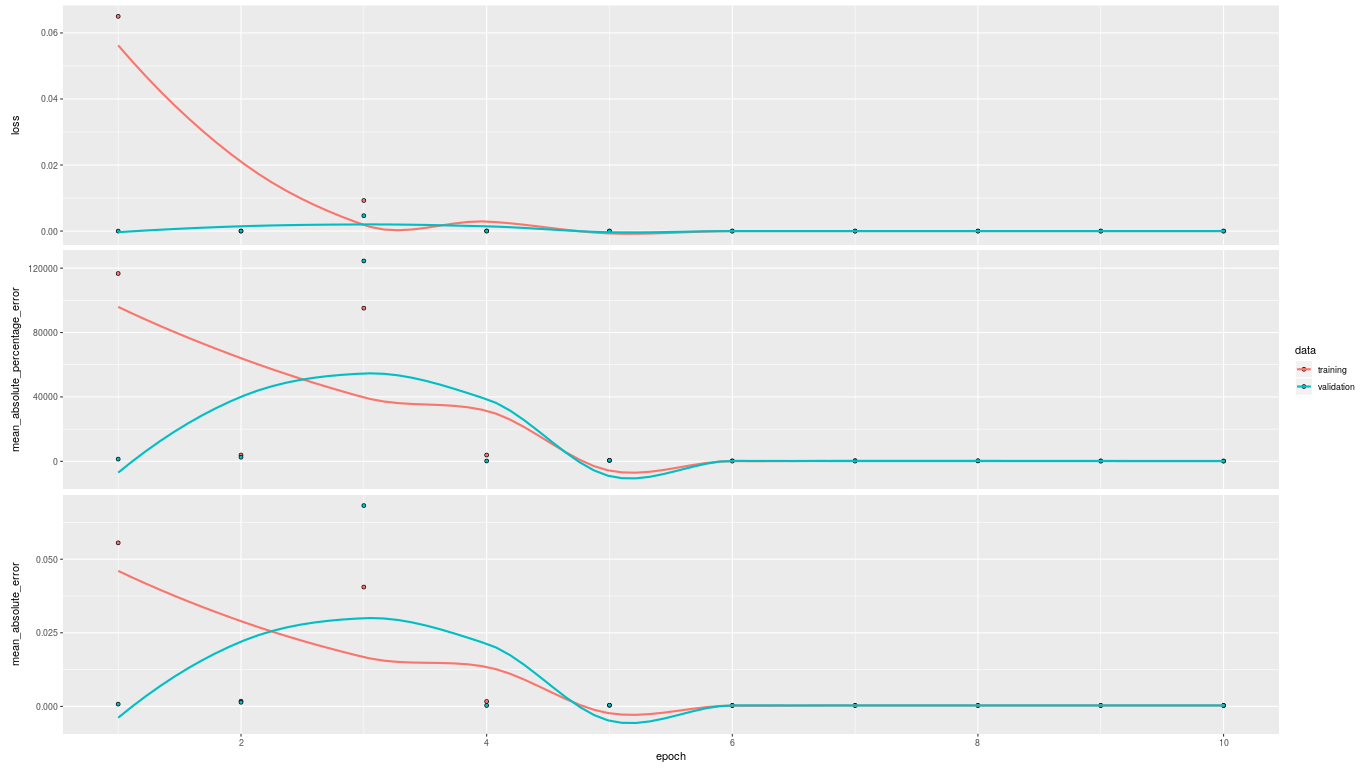 0.06
0.04
0.02
0.00
loss
120000
80000
40000
0
mean_absolute_percentage_error
0.050
0.025
0.000
mean_absolute_error
2
4
6
8
10
epoch
data
training
validation